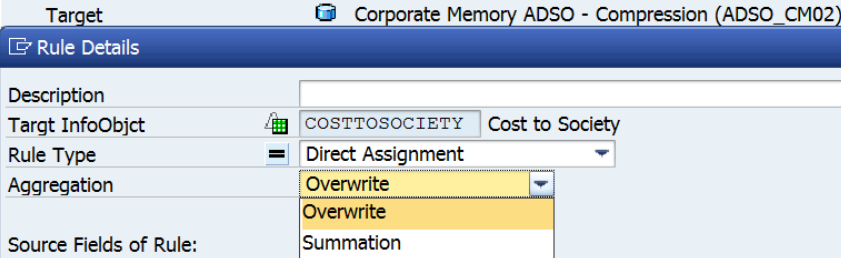 Target Corporate Memory ADSO - Compression (ADSO_CM02)
Rule Details
Description
Targt InfoObjct COSTTOSOCIETY Cost to Society
Rule Type Direct Assignment
Aggregation Overwrite
Overwrite
Source Fields of Rule: Summation